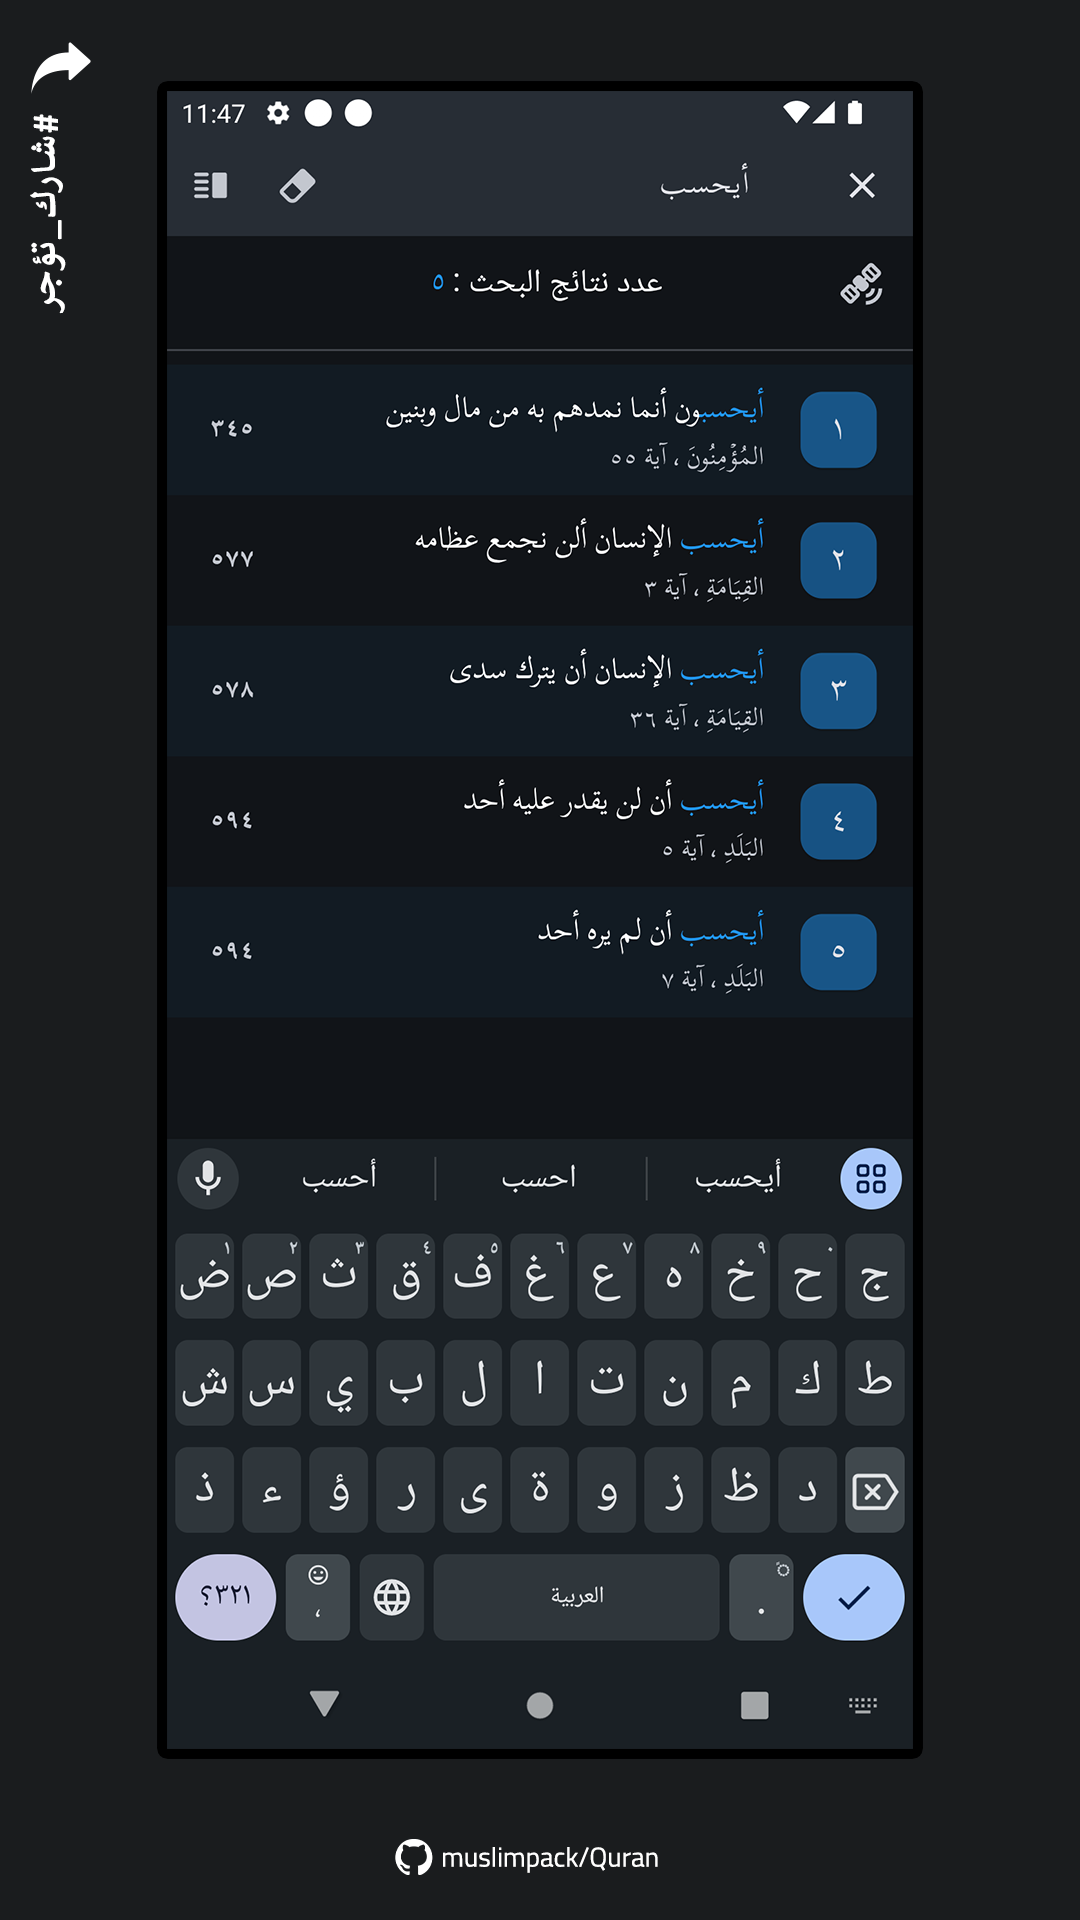 #شارك_تؤجر
11:47
أيحسب
عدد نتائج البحث : ٥
١
أيحسبون أنما نمدهم به من مال وبنين
المُؤْمِنُونَ ، آية ٥٥
٣٤٥
٢
أيحسب الإنسان ألن نجمع عظامه
القِيَامَةِ ، آية ٣
٥٧٧
٣
أيحسب الإنسان أن يترك سدى
القِيَامَةِ ، آية ٣٦
٥٧٨
٤
أيحسب أن لن يقدر عليه أحد
البَلَدِ ، آية ٥
٥٩٤
٥
أيحسب أن لم يره أحد
البَلَدِ ، آية ٧
٥٩٤
أيحسب احسب أحسب
٠ ٩ ٨ ٧ ٦ ٥ ٤ ٣ ٢ ١
ج ح خ ه ع غ ف ق ث ص ض
ط ك م ن ت ا ل ب ي س ش
د ظ ز و ة ى ر ؤ ء ذ
. العربية ، ٣٢١؟
muslimpack/Quran